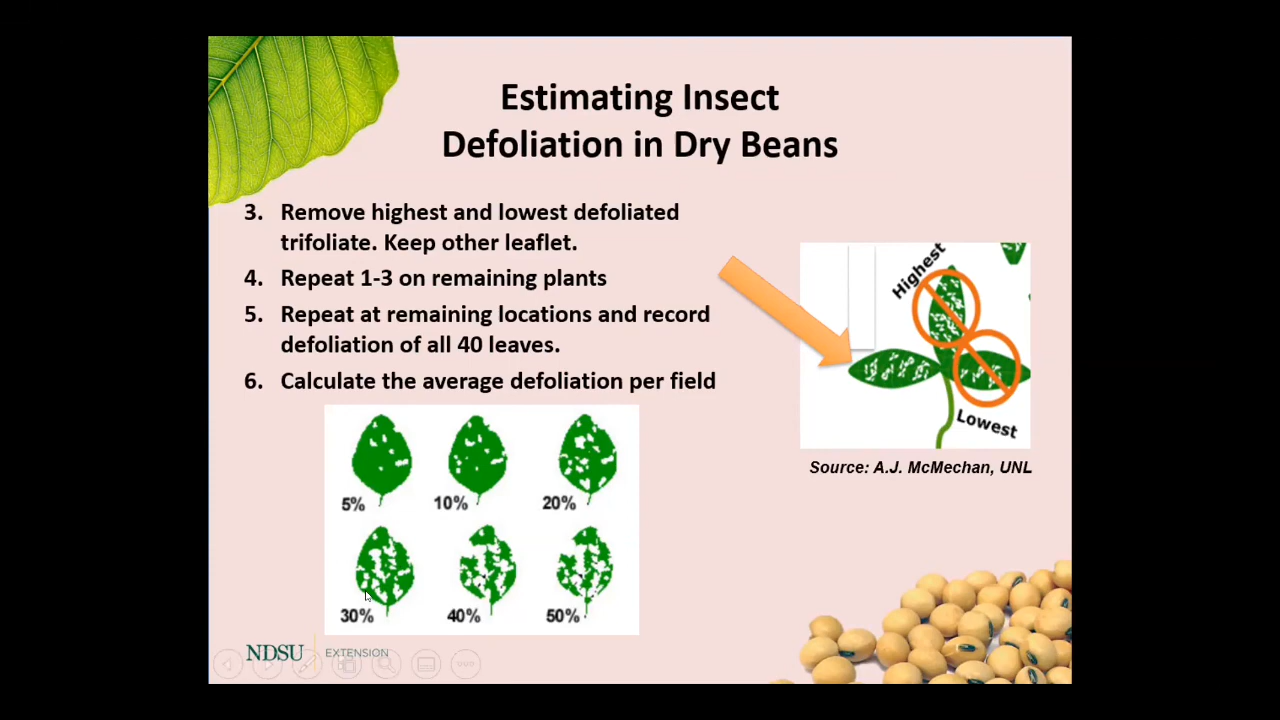 Estimating Insect
Defoliation in Dry Beans
3. Remove highest and lowest defoliated
trifoliate. Keep other leaflet.
4. Repeat 1-3 on remaining plants
5. Repeat at remaining locations and record
defoliation of all 40 leaves.
6. Calculate the average defoliation per field
Highest
Lowest
Source: A.J. McMechan, UNL
5% 10% 20%
30% 40% 50%
NDSU EXTENSION